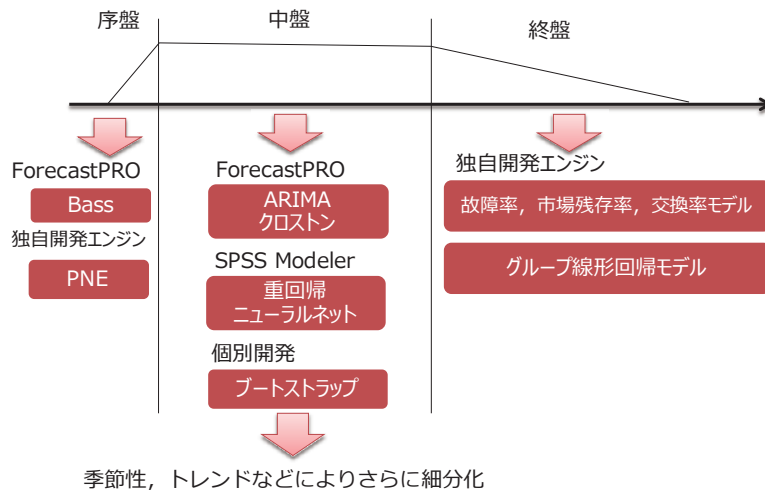 序盤
中盤
終盤
ForecastPRO
Bass
独自開発エンジン
PNE
ForecastPRO
ARIMA
クロストン
SPSS Modeler
重回帰
ニューラルネット
個別開発
ブートストラップ
季節性，トレンドなどによりさらに細分化
独自開発エンジン
故障率，市場残存率，交換率モデル
グループ線形回帰モデル